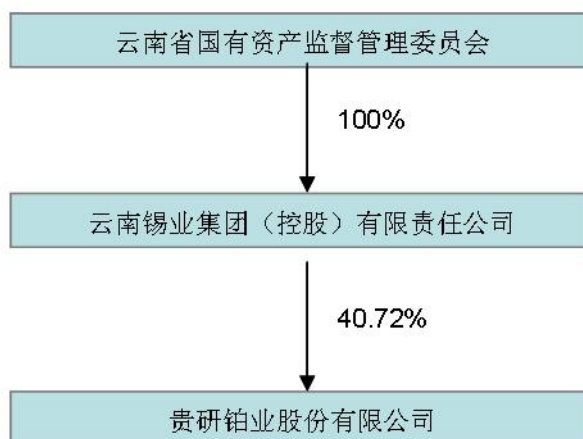 云南省国有资产监督管理委员会
100%
云南锡业集团（控股）有限责任公司
40.72%
贵研铂业股份有限公司